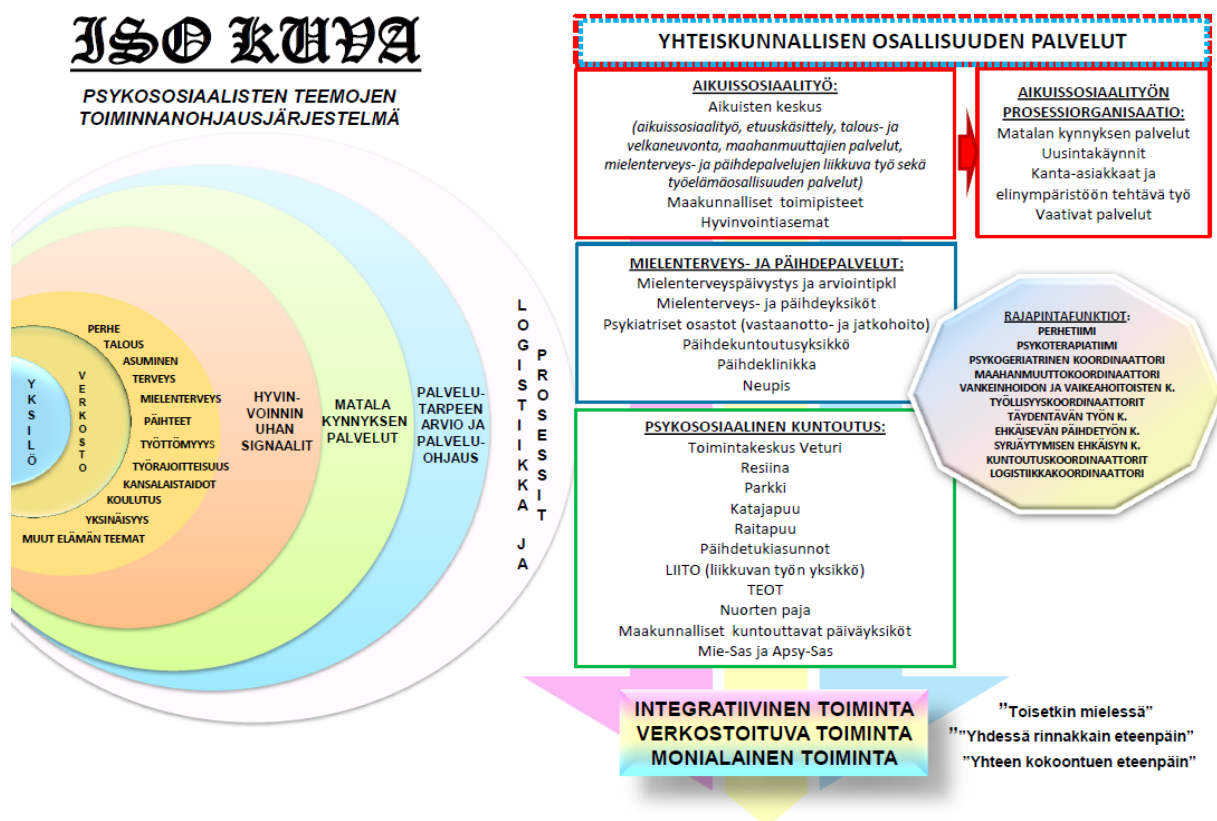 ISO KUVA
PSYKOSOSIAALISTEN TEEMOJEN
TOIMINNANOHJAUSJÄRJESTELMÄ
YKSILÖ
VERKOSTO
PERHE
TALOUS
ASUMINEN
TERVEYS
MIELENTERVEYS
PÄIHTEET
TYÖTTÖMYYYS
TYÖRAJOITTEISUUS
KANSALAISTAIDOT
KOULUTUS
YKSINÄISYYS
MUUT ELÄMÄN TEEMAT
HYVIN-
VOINNIN
UHAN
SIGNAALIT
MATALA
KYNNYKSEN
PALVELUT
PALVELU-
TARPEEN
ARVIO JA
PALVELU-
OHJAUS
LOGISTIIKKA JA
PROSESSIT
YHTEISKUNNALLISEN OSALLISUUDEN PALVELUT
AIKUISSOSIAALITYÖ:
Aikuisten keskus
(aikuissosiaalityö, etuuskäsittely, talous- ja
velkaneuvonta, maahanmuuttajien palvelut,
mielenterveys- ja päihdepalvelujen liikkuva työ sekä
työelämäosallisuuden palvelut)
Maakunnalliset toimipisteet
Hyvinvointiasemat
AIKUISSOSIAALITYÖN
PROSESSIORGANISAATIO:
Matalan kynnyksen palvelut
Uusintakäynnit
Kanta-asiakkaat ja
elinympäristöön tehtävä työ
Vaativat palvelut
MIELENTERVEYS- JA PÄIHDEPALVELUT:
Mielenterveyspäivystys ja arviointipkl
Mielenterveys- ja päihdeyksiköt
Psykiatriset osastot (vastaanotto- ja jatkohoito)
Päihdekuntoutusyksikkö
Päihdeklinikka
Neupis
RAJAPINTAFUNKTIOT:
PERHETIIMI
PSYKOTERAPIATIIMI
PSYKOGERIATRINEN KOORDINAATTORI
MAAHANMUUTTOKOORDINAATTORI
VANKEINHOIDON JA VAIKEAHOITOISTEN K.
TYÖLLISYYSKOORDINAATTORIT
TÄYDENTÄVÄN TYÖN K.
EHKÄISEVÄN PÄIHDETYÖN K.
SYRJÄYTYMISEN EHKÄISYN K.
KUNTOUTUSKOORDINAATTORIT
LOGISTIIKKAKOORDINAATTORI
PSYKOSOSIAALINEN KUNTOUTUS:
Toimintakeskus Veturi
Resiina
Parkki
Katajapuu
Raitapuu
Päihdetukiasunnot
LIITO (liikkuvan työn yksikkö)
TEOT
Nuorten paja
Maakunnalliset kuntouttavat päiväyksiköt
Mie-Sas ja Apsy-Sas
INTEGRATIIVINEN TOIMINTA
VERKOSTOITUVA TOIMINTA
MONIALAINEN TOIMINTA
”Toisetkin mielessä”
”"Yhdessä rinnakkain eteenpäin”
"Yhteen kokoontuen eteenpäin”